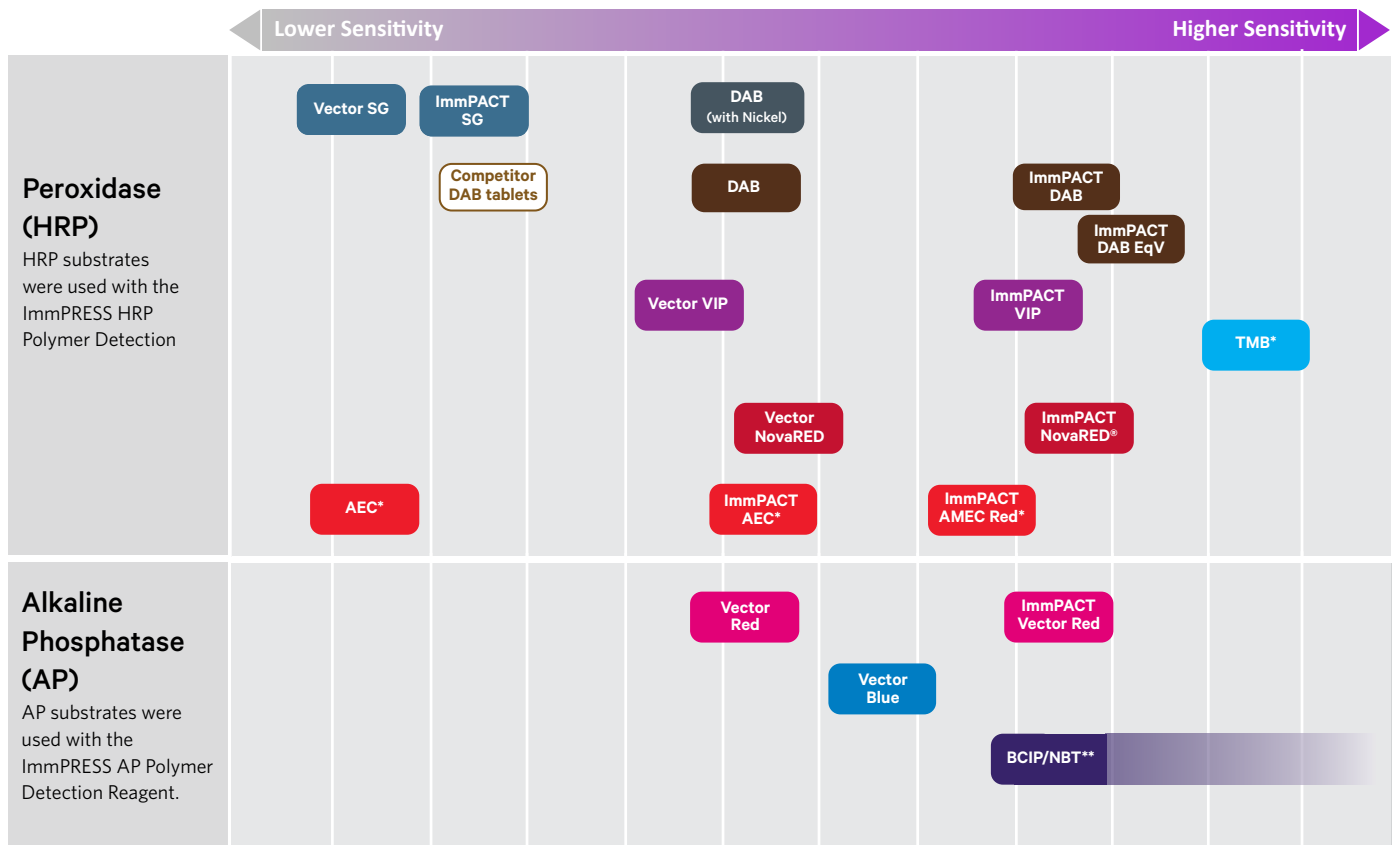 Lower Sensitivity
Higher Sensitivity
Peroxidase
(HRP)
HRP substrates
were used with the
ImmPRESS HRP
Polymer Detection
Vector SG
ImmPACT
SG
DAB
(with Nickel)
Competitor
DAB tablets
DAB
ImmPACT
DAB
ImmPACT
DAB EqV
Vector VIP
ImmPACT
VIP
TMB*
Vector
NovaRED
ImmPACT
NovaRED®
AEC*
ImmPACT
AEC*
ImmPACT
AMEC Red*
Alkaline
Phosphatase
(AP)
AP substrates were
used with the
ImmPRESS AP Polymer
Detection Reagent.
Vector
Red
ImmPACT
Vector Red
Vector
Blue
BCIP/NBT**